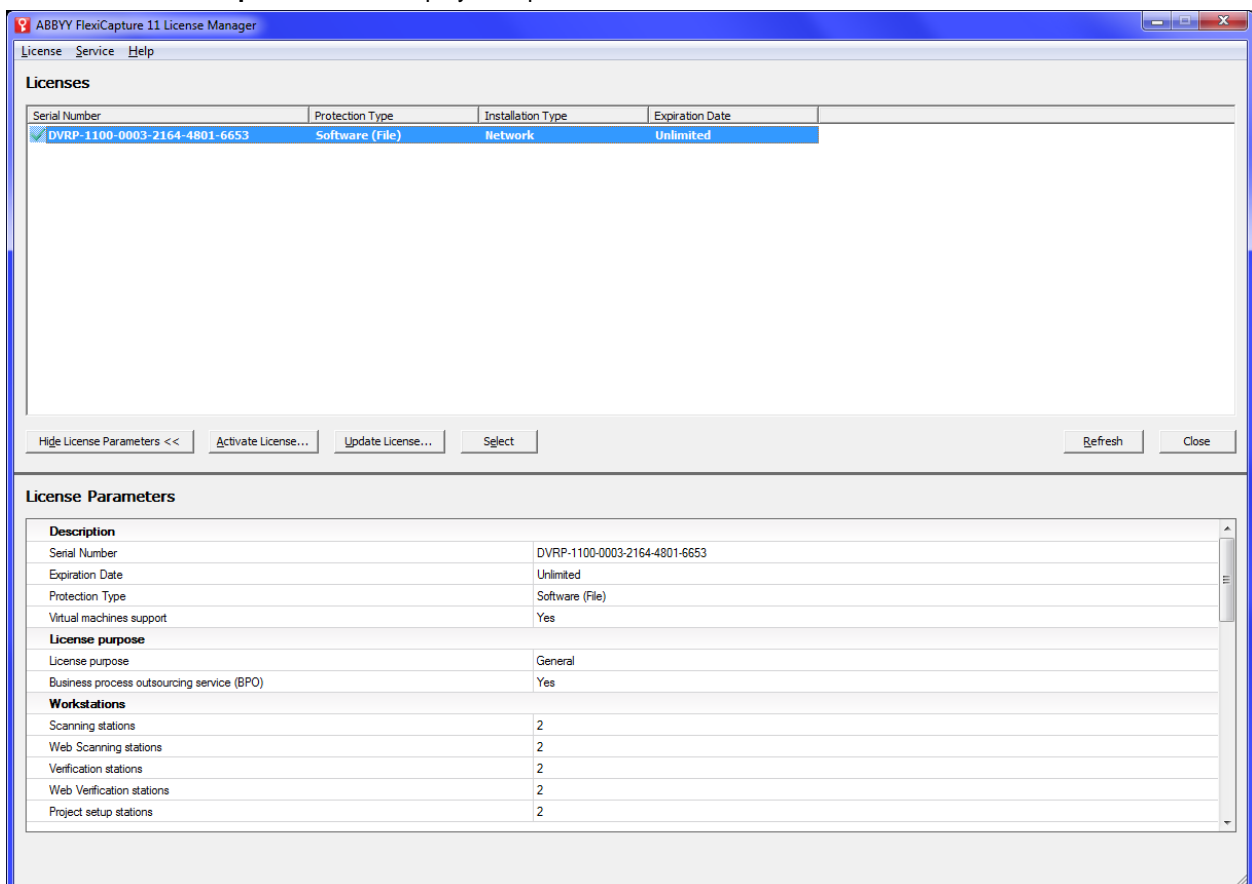 ABBYY FlexiCapture 11 License Manager
License Service Help
Licenses
Serial Number Protection Type Installation Type Expiration Date
DVRP-1100-0003-2164-4801-6653 Software (File) Network Unlimited
Hide License Parameters << Activate License... Update License... Select Refresh Close
License Parameters
Description
Serial Number DVRP-1100-0003-2164-4801-6653
Expiration Date Unlimited
Protection Type Software (File)
Virtual machines support Yes
License purpose
License purpose General
Business process outsourcing service (BPO) Yes
Workstations
Scanning stations 2
Web Scanning stations 2
Verification stations 2
Web Verification stations 2
Project setup stations 2